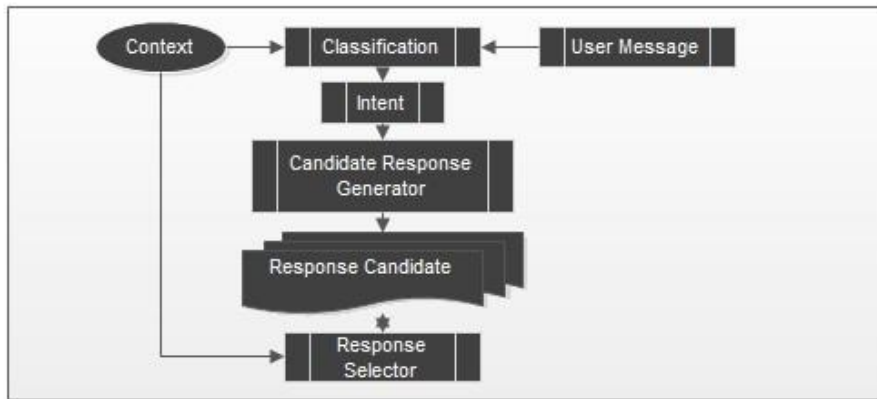 Context
Classification
User Message
Intent
Candidate Response
Generator
Response Candidate
Response
Selector